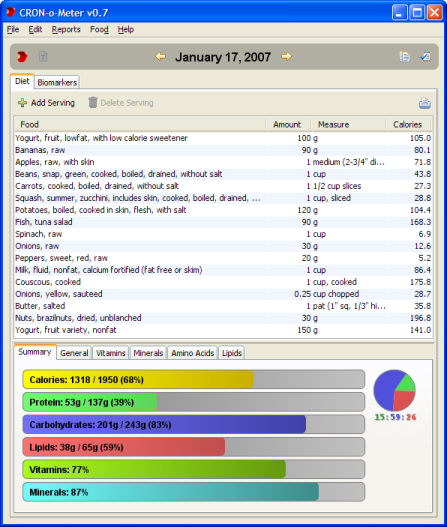 CRON-o-Meter v0.7
File Edit Reports Food Help
January 17, 2007
Diet Biomarkers
Add Serving Delete Serving
Food Amount Measure Calories
Yogurt, fruit, lowfat, with low calorie sweetener 100 g 105.0
Bananas, raw 90 g 80.1
Apples, raw, with skin 1 medium (2-3/4" di... 71.8
Beans, snap, green, cooked, boiled, drained, without salt 1 cup 43.8
Carrots, cooked, boiled, drained, without salt 1 1/2 cup slices 27.3
Squash, summer, zucchini, includes skin, cooked, boiled, drained, ... 1 cup, sliced 28.8
Potatoes, boiled, cooked in skin, flesh, with salt 120 g 104.4
Fish, tuna salad 90 g 168.3
Spinach, raw 1 cup 6.9
Onions, raw 30 g 12.6
Peppers, sweet, red, raw 20 g 5.2
Milk, fluid, nonfat, calcium fortified (fat free or skim) 1 cup 86.4
Couscous, cooked 1 cup, cooked 175.8
Onions, yellow, sauteed 0.25 cup chopped 28.7
Butter, salted 1 pat (1" sq, 1/3" hi... 35.8
Nuts, brazilnuts, dried, unblanched 30 g 196.8
Yogurt, fruit variety, nonfat 150 g 141.0
Summary General Vitamins Minerals Amino Acids Lipids
Calories: 1318 / 1950 (68%)
Protein: 53g / 137g (39%)
Carbohydrates: 201g / 243g (83%)
15:59:26
Lipids: 38g / 65g (59%)
Vitamins: 77%
Minerals: 87%